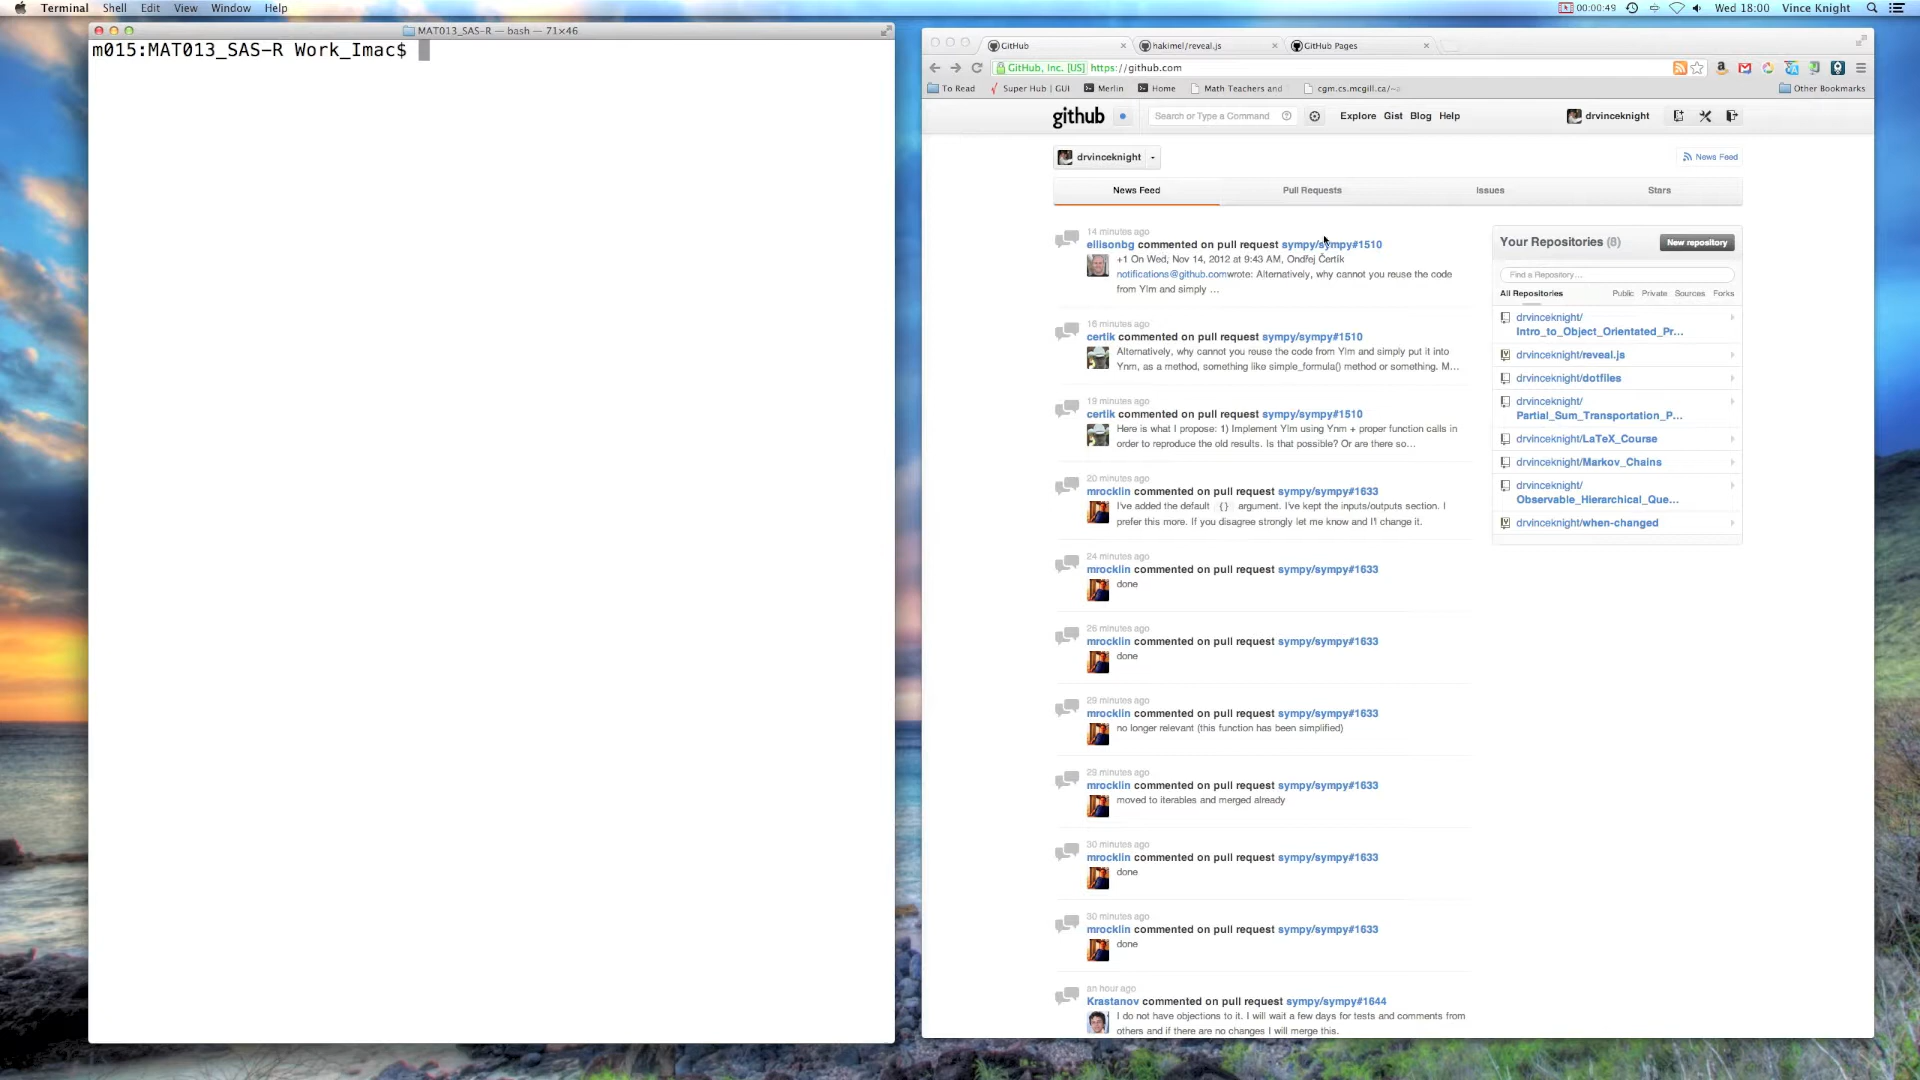 Terminal Shell Edit View Window Help
00:00:49 Wed 18:00 Vince Knight
MAT013_SAS-R — bash — 71×46
m015:MAT013_SAS-R Work_Imac$
GitHub
hakimel/reveal.js
GitHub Pages
GitHub, Inc. [US] https://github.com
To Read Super Hub | GUI Merlin Home Math Teachers and cgm.cs.mcgill.ca/~ Other Bookmarks
github Search or Type a Command Explore Gist Blog Help drvinceknight
drvinceknight
News Feed
News Feed Pull Requests Issues Stars
14 minutes ago
ellisonbg commented on pull request sympy/sympy#1510
+1 On Wed, Nov 14, 2012 at 9:43 AM, Ondřej Čertík
notifications@github.comwrote: Alternatively, why cannot you reuse the code
from Ylm and simply ...
16 minutes ago
certik commented on pull request sympy/sympy#1510
Alternatively, why cannot you reuse the code from Ylm and simply put it into
Ynm, as a method, something like simple_formula() method or something. M...
19 minutes ago
certik commented on pull request sympy/sympy#1510
Here is what I propose: 1) Implement Ylm using Ynm + proper function calls in
order to reproduce the old results. Is that possible? Or are there so...
20 minutes ago
mrocklin commented on pull request sympy/sympy#1633
I've added the default {} argument. I've kept the inputs/outputs section. I
prefer this more. If you disagree strongly let me know and I'll change it.
24 minutes ago
mrocklin commented on pull request sympy/sympy#1633
done
26 minutes ago
mrocklin commented on pull request sympy/sympy#1633
done
29 minutes ago
mrocklin commented on pull request sympy/sympy#1633
no longer relevant (this function has been simplified)
29 minutes ago
mrocklin commented on pull request sympy/sympy#1633
moved to iterables and merged already
30 minutes ago
mrocklin commented on pull request sympy/sympy#1633
done
30 minutes ago
mrocklin commented on pull request sympy/sympy#1633
done
an hour ago
Krastanov commented on pull request sympy/sympy#1644
I do not have objections to it. I will wait a few days for tests and comments from
others and if there are no changes I will merge this.
Your Repositories (8) New repository
Find a Repository...
All Repositories Public Private Sources Forks
drvinceknight/
Intro_to_Object_Orientated_Pr...
drvinceknight/reveal.js
drvinceknight/dotfiles
drvinceknight/
Partial_Sum_Transportation_P...
drvinceknight/LaTeX_Course
drvinceknight/Markov_Chains
drvinceknight/
Observable_Hierarchical_Que...
drvinceknight/when-changed